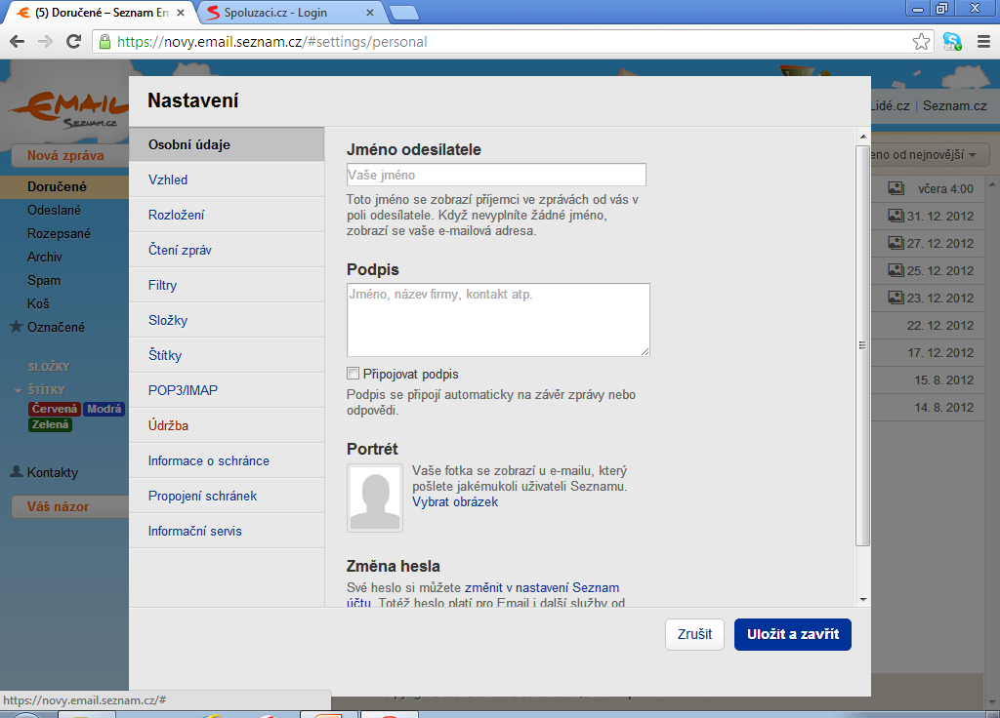 (5) Doručené – Seznam En
Spoluzaci.cz - Login
https://novy.email.seznam.cz/#settings/personal
EMAIL
SEZNAM.CZ
Lidé.cz | Seznam.cz
Nová zpráva
Doručené
Odeslané
Rozepsané
Archiv
Spam
Koš
Označené
SLOŽKY
ŠTÍTKY
Červená Modrá
Zelená
Kontakty
Váš názor
Nastavení
Osobní údaje
Vzhled
Rozložení
Čtení zpráv
Filtry
Složky
Štítky
POP3/IMAP
Údržba
Informace o schránce
Propojení schránek
Informační servis
Jméno odesílatele
Vaše jméno
Toto jméno se zobrazí příjemci ve zprávách od vás v
poli odesílatele. Když nevyplníte žádné jméno,
zobrazí se vaše e-mailová adresa.
Podpis
Jméno, název firmy, kontakt atp.
Připojovat podpis
Podpis se připojí automaticky na závěr zprávy nebo
odpovědi.
Portrét
Vaše fotka se zobrazí u e-mailu, který
pošlete jakémukoli uživateli Seznamu.
Vybrat obrázek
Změna hesla
Své heslo si můžete změnit v nastavení Seznam
účtu. Totéž heslo platí pro Email i další služby od
Zrušit
Uložit a zavřít
eno od nejnovější
včera 4:00
31. 12. 2012
27. 12. 2012
25. 12. 2012
23. 12. 2012
22. 12. 2012
17. 12. 2012
15. 8. 2012
14. 8. 2012
https://novy.email.seznam.cz/#